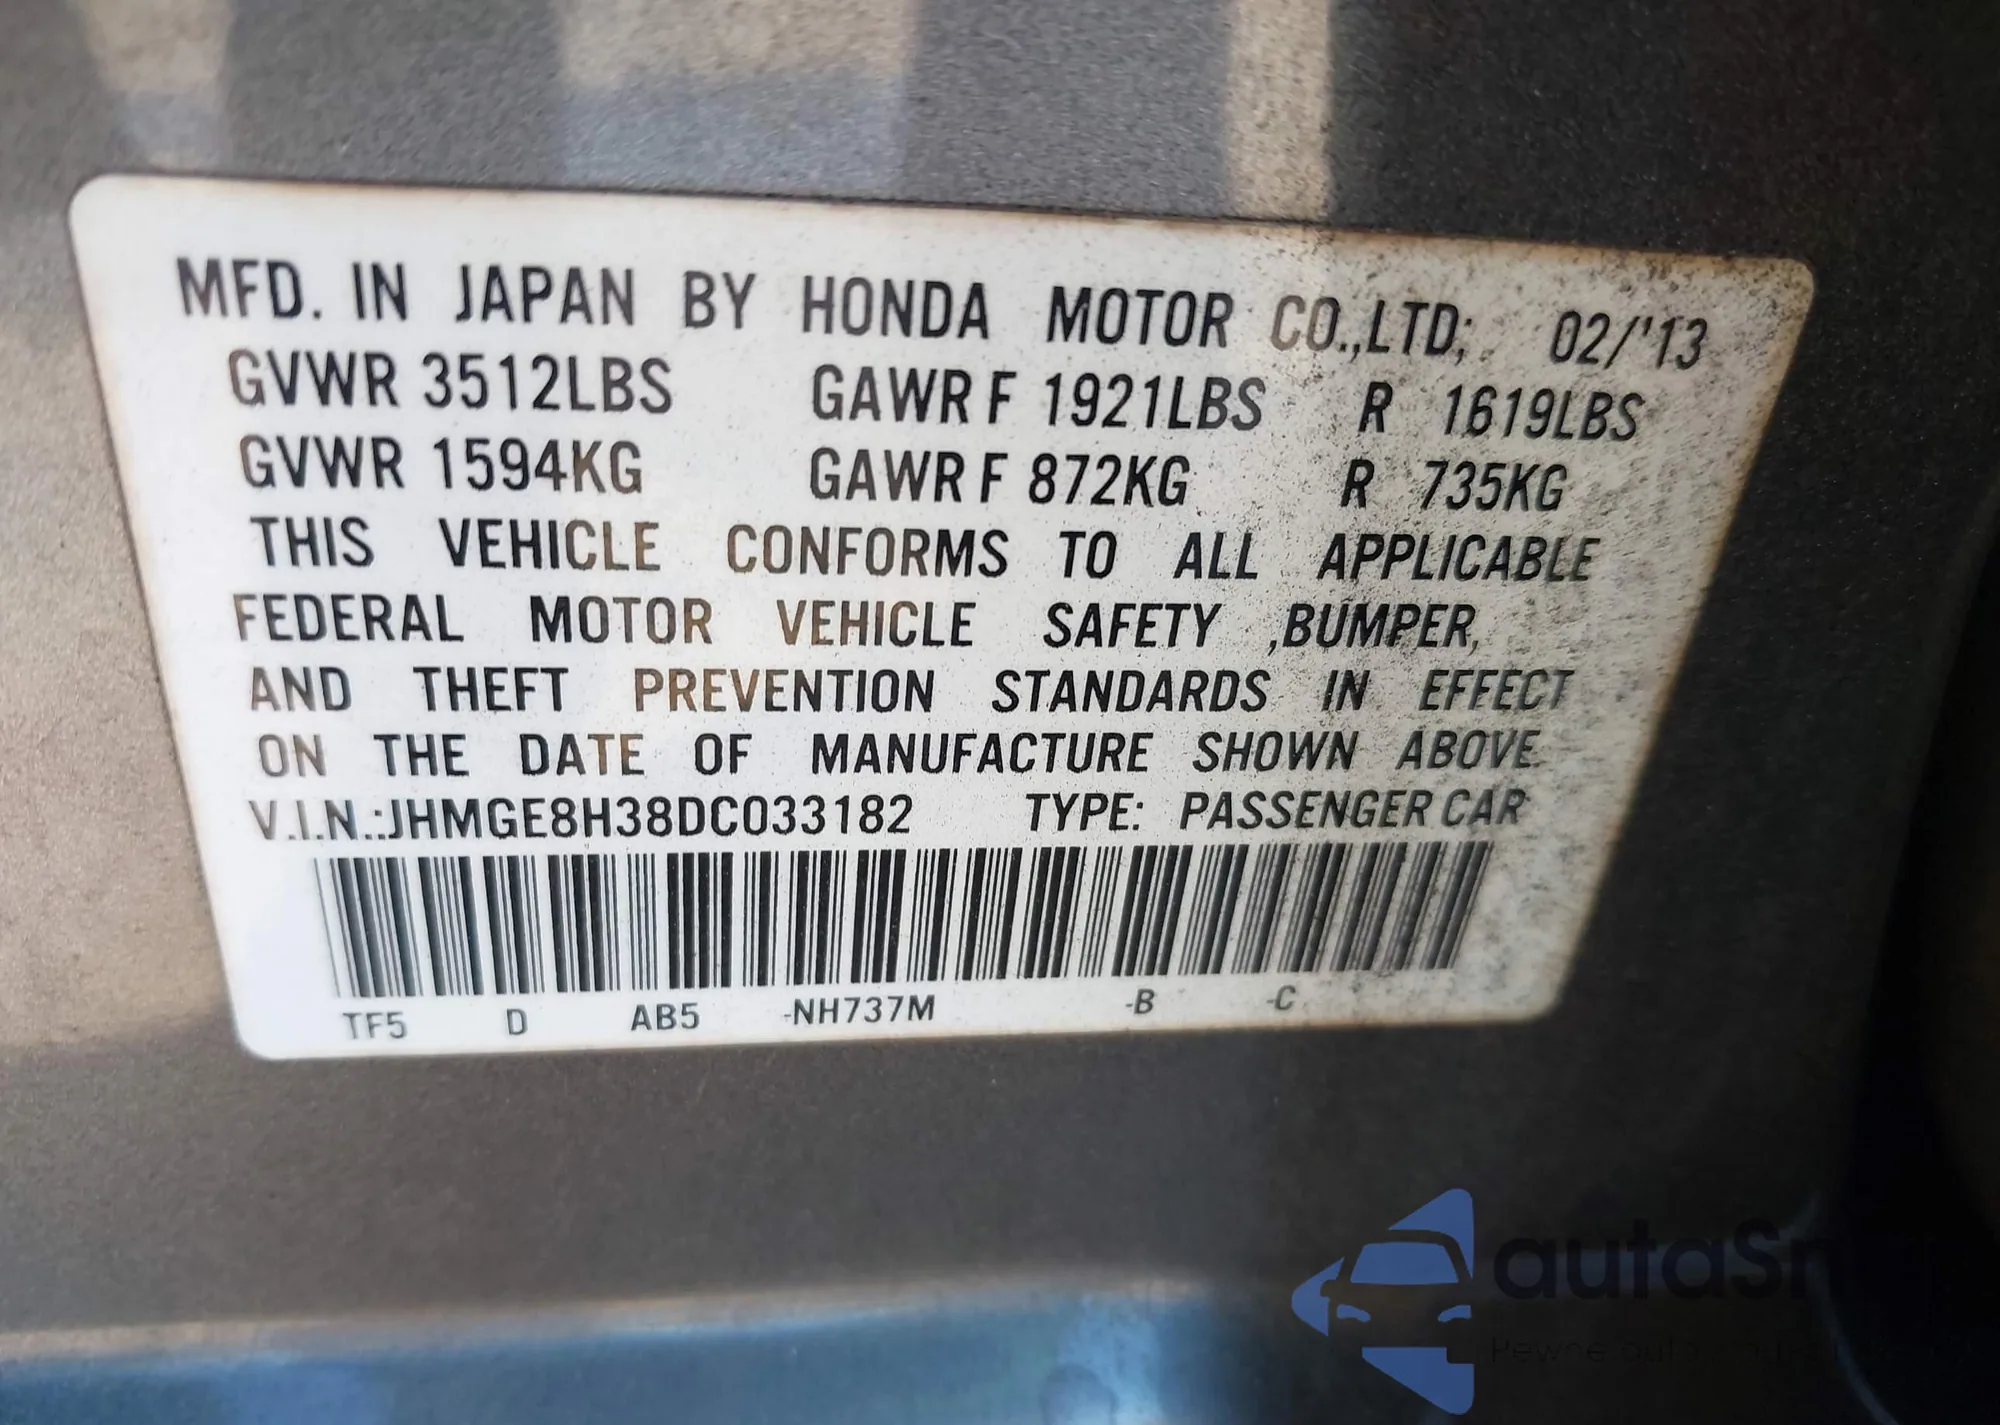 MFD. IN JAPAN BY HONDA MOTOR CO.,LTD; 02/'13
GVWR 3512LBS GAWR F 1921LBS R 1619LBS
GVWR 1594KG GAWR F 872KG R 735KG
THIS VEHICLE CONFORMS TO ALL APPLICABLE
FEDERAL MOTOR VEHICLE SAFETY ,BUMPER,
AND THEFT PREVENTION STANDARDS IN EFFECT
ON THE DATE OF MANUFACTURE SHOWN ABOVE.
V.I.N.:JHMGE8H38DC033182 TYPE: PASSENGER CAR
TF5 D AB5 -NH737M -B -C